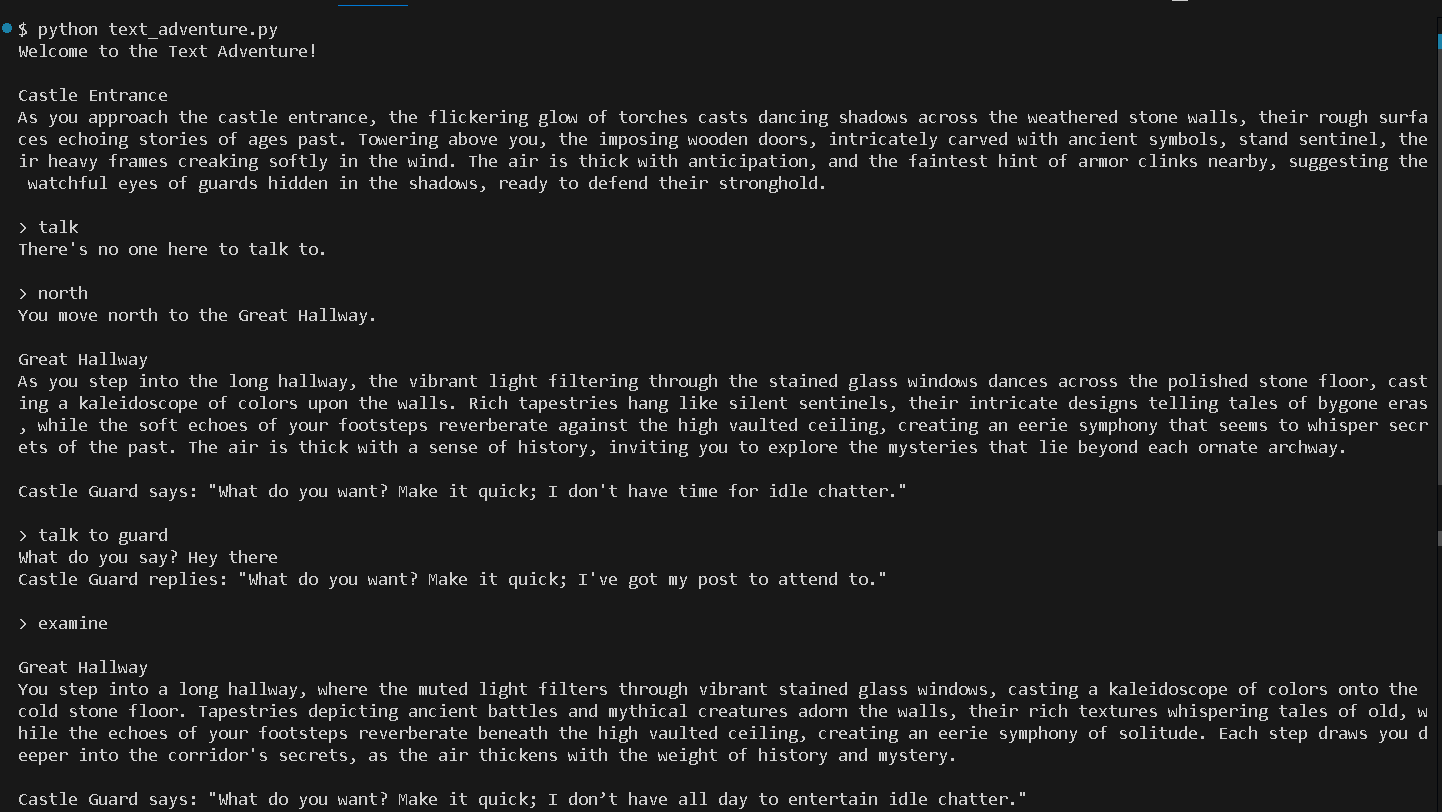 $ python text_adventure.py
Welcome to the Text Adventure!
Castle Entrance
As you approach the castle entrance, the flickering glow of torches casts dancing shadows across the weathered stone walls, their rough surfa
ces echoing stories of ages past. Towering above you, the imposing wooden doors, intricately carved with ancient symbols, stand sentinel, the
ir heavy frames creaking softly in the wind. The air is thick with anticipation, and the faintest hint of armor clinks nearby, suggesting the
watchful eyes of guards hidden in the shadows, ready to defend their stronghold.
> talk
There's no one here to talk to.
> north
You move north to the Great Hallway.
Great Hallway
As you step into the long hallway, the vibrant light filtering through the stained glass windows dances across the polished stone floor, cast
ing a kaleidoscope of colors upon the walls. Rich tapestries hang like silent sentinels, their intricate designs telling tales of bygone eras
, while the soft echoes of your footsteps reverberate against the high vaulted ceiling, creating an eerie symphony that seems to whisper secr
ets of the past. The air is thick with a sense of history, inviting you to explore the mysteries that lie beyond each ornate archway.
Castle Guard says: "What do you want? Make it quick; I don't have time for idle chatter."
> talk to guard
What do you say? Hey there
Castle Guard replies: "What do you want? Make it quick; I've got my post to attend to."
> examine
Great Hallway
You step into a long hallway, where the muted light filters through vibrant stained glass windows, casting a kaleidoscope of colors onto the
cold stone floor. Tapestries depicting ancient battles and mythical creatures adorn the walls, their rich textures whispering tales of old, w
hile the echoes of your footsteps reverberate beneath the high vaulted ceiling, creating an eerie symphony of solitude. Each step draws you d
eeper into the corridor's secrets, as the air thickens with the weight of history and mystery.
Castle Guard says: "What do you want? Make it quick; I don’t have all day to entertain idle chatter."